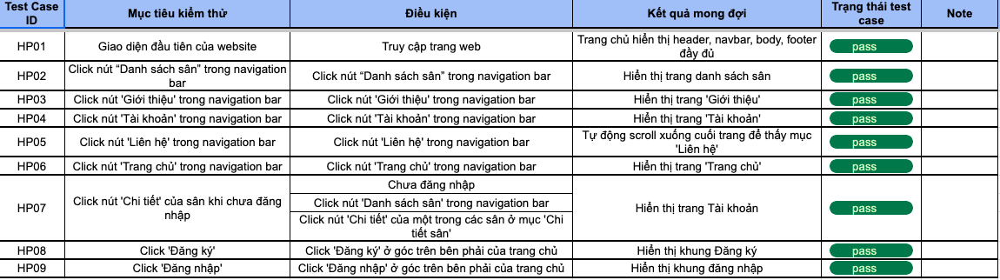 Test Case ID Mục tiêu kiểm thử Điều kiện Kết quả mong đợi Trạng thái test case Note
HP01 Giao diện đầu tiên của website Truy cập trang web Trang chủ hiển thị header, navbar, body, footer đầy đủ pass
HP02 Click nút “Danh sách sân” trong navigation bar Click nút “Danh sách sân” trong navigation bar Hiển thị trang danh sách sân pass
HP03 Click nút 'Giới thiệu' trong navigation bar Click nút 'Giới thiệu' trong navigation bar Hiển thị trang 'Giới thiệu' pass
HP04 Click nút 'Tài khoản' trong navigation bar Click nút 'Tài khoản' trong navigation bar Hiển thị trang 'Tài khoản' pass
HP05 Click nút 'Liên hệ' trong navigation bar Click nút 'Liên hệ' trong navigation bar Tự động scroll xuống cuối trang để thấy mục 'Liên hệ' pass
HP06 Click nút 'Trang chủ' trong navigation bar Click nút 'Trang chủ' trong navigation bar Hiển thị trang 'Trang chủ' pass
HP07 Click nút 'Chi tiết' của sân khi chưa đăng nhập Chưa đăng nhập Hiển thị trang Tài khoản pass
Click nút 'Danh sách sân' trong navigation bar
Click nút 'Chi tiết' của một trong các sân ở mục 'Chi tiết sân'
HP08 Click 'Đăng ký' Click 'Đăng ký' ở góc trên bên phải của trang chủ Hiển thị khung Đăng ký pass
HP09 Click 'Đăng nhập' Click 'Đăng nhập' ở góc trên bên phải của trang chủ Hiển thị khung đăng nhập pass